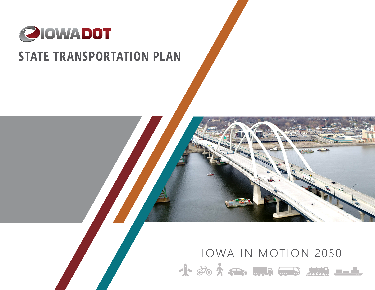 IOWADOT
STATE TRANSPORTATION PLAN
IOWA IN MOTION 2050